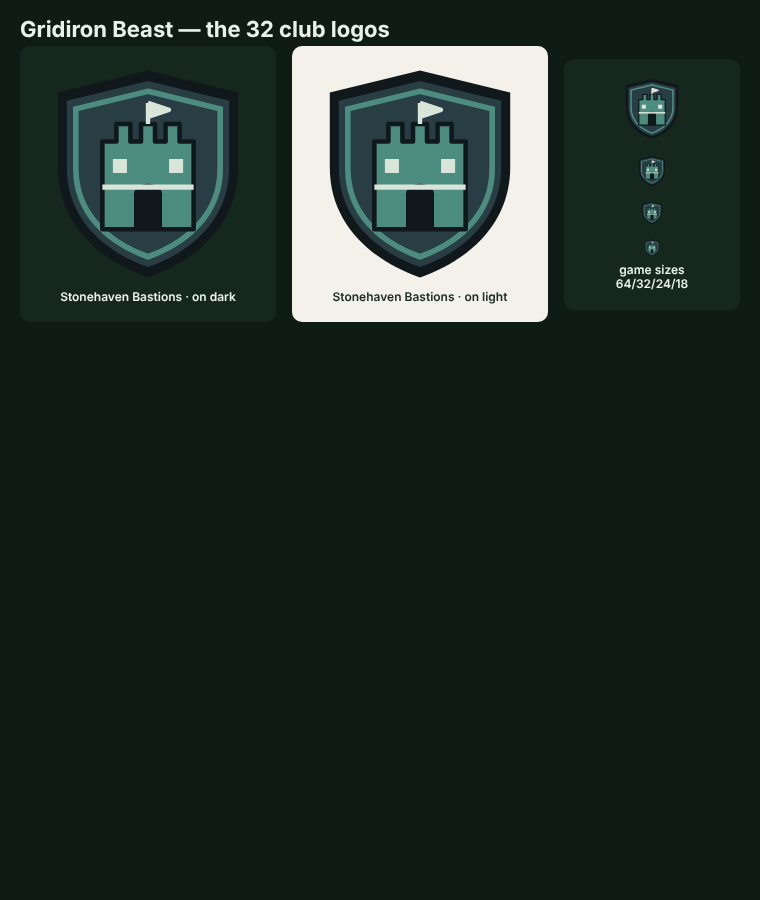 Gridiron Beast — the 32 club logos
Stonehaven Bastions · on dark
Stonehaven Bastions · on light
game sizes
64/32/24/18